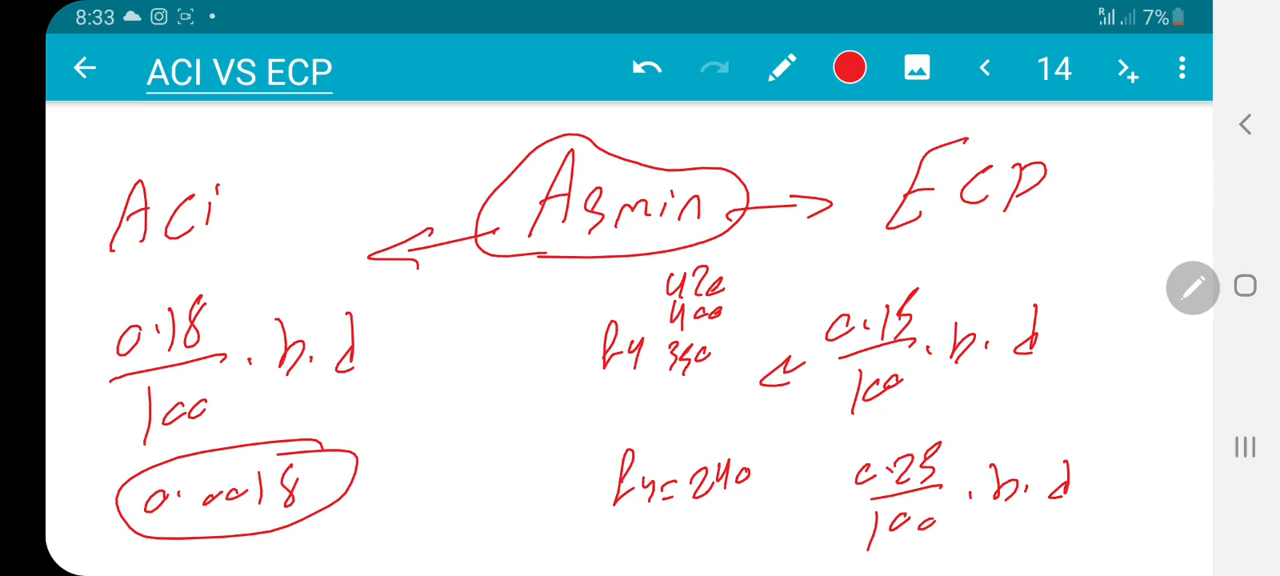 8:33
7%
ACI VS ECP
14
ACi
Asmin
ECP
0.18
100
. b. d
0.0018
420
400
fy 350
0.15
100
. b. d
fy = 240
0.25
100
. b. d